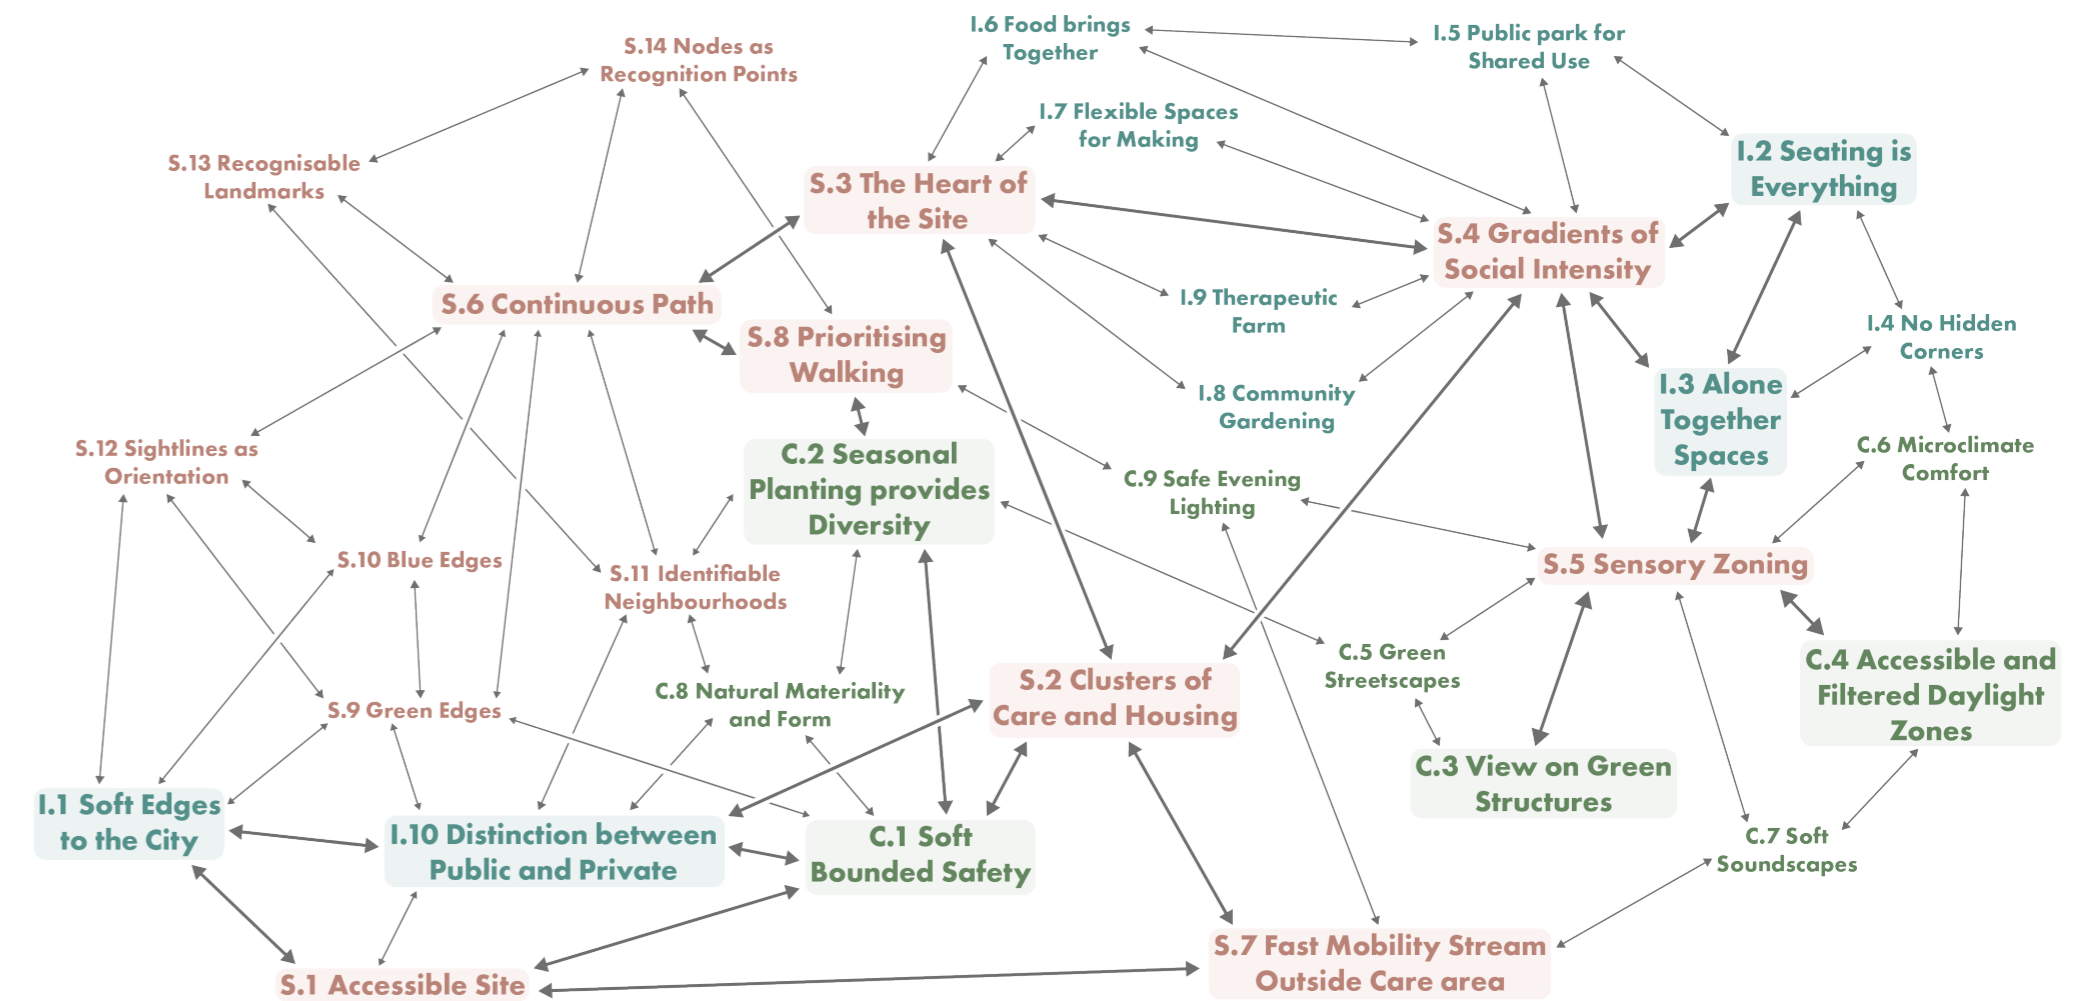 I.6 Food brings
Together
I.5 Public park for
Shared Use
S.14 Nodes as
Recognition Points
I.7 Flexible Spaces
for Making
I.2 Seating is
Everything
S.13 Recognisable
Landmarks
S.3 The Heart of
the Site
S.4 Gradients of
Social Intensity
S.6 Continuous Path
I.9 Therapeutic
Farm
I.4 No Hidden
Corners
S.8 Prioritising
Walking
I.3 Alone
Together
Spaces
I.8 Community
Gardening
S.12 Sightlines as
Orientation
C.2 Seasonal
Planting provides
Diversity
C.6 Microclimate
Comfort
C.9 Safe Evening
Lighting
S.10 Blue Edges
S.11 Identifiable
Neighbourhoods
S.5 Sensory Zoning
C.5 Green
Streetscapes
C.4 Accessible and
Filtered Daylight
Zones
S.9 Green Edges
C.8 Natural Materiality
and Form
S.2 Clusters of
Care and Housing
C.3 View on Green
Structures
I.1 Soft Edges
to the City
I.10 Distinction between
Public and Private
C.1 Soft
Bounded Safety
C.7 Soft
Soundscapes
S.1 Accessible Site
S.7 Fast Mobility Stream
Outside Care area